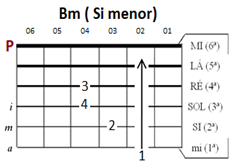 Bm ( Si menor)
06 05 04 03 02 01
P MI (6ª)
LÁ (5ª)
3 RÉ (4ª)
i 4 SOL (3ª)
m 2 SI (2ª)
a mi (1ª)
1